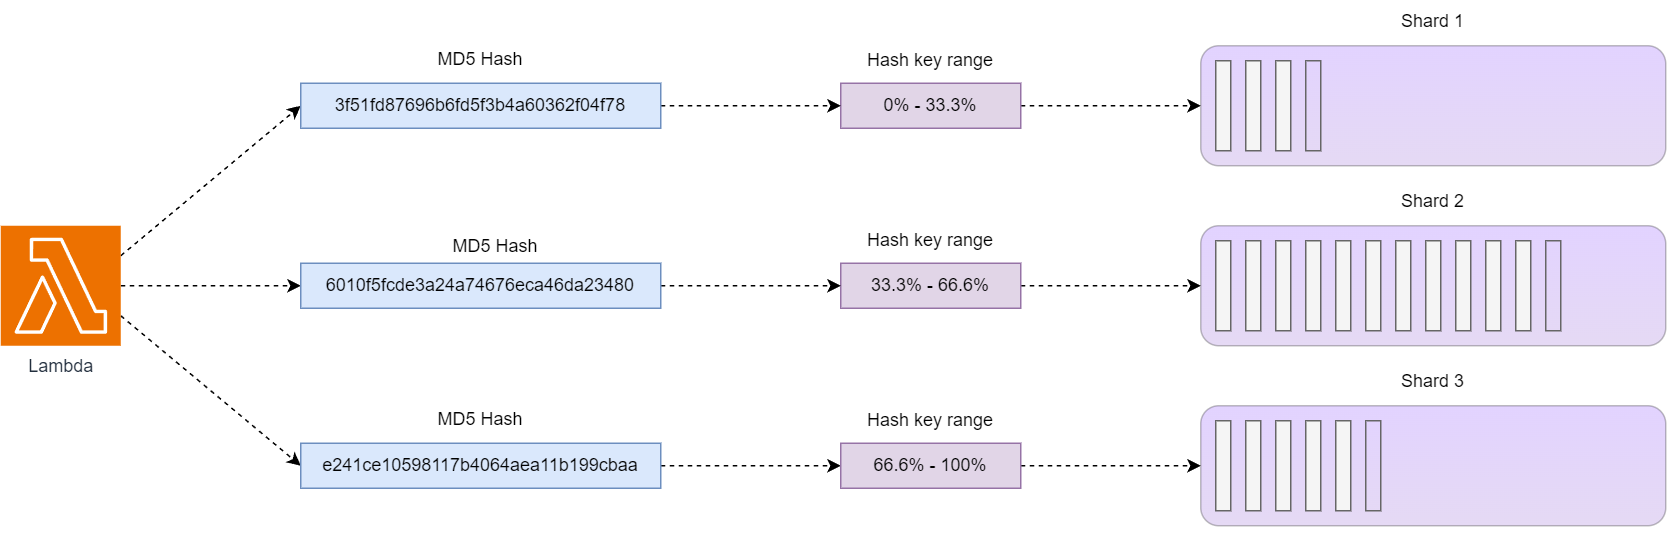 Shard 1
MD5 Hash
Hash key range
3f51fd87696b6fd5f3b4a60362f04f78
0% - 33.3%
Shard 2
MD5 Hash
Hash key range
6010f5fcde3a24a74676eca46da23480
33.3% - 66.6%
Lambda
Shard 3
MD5 Hash
Hash key range
e241ce10598117b4064aea11b199cbaa
66.6% - 100%